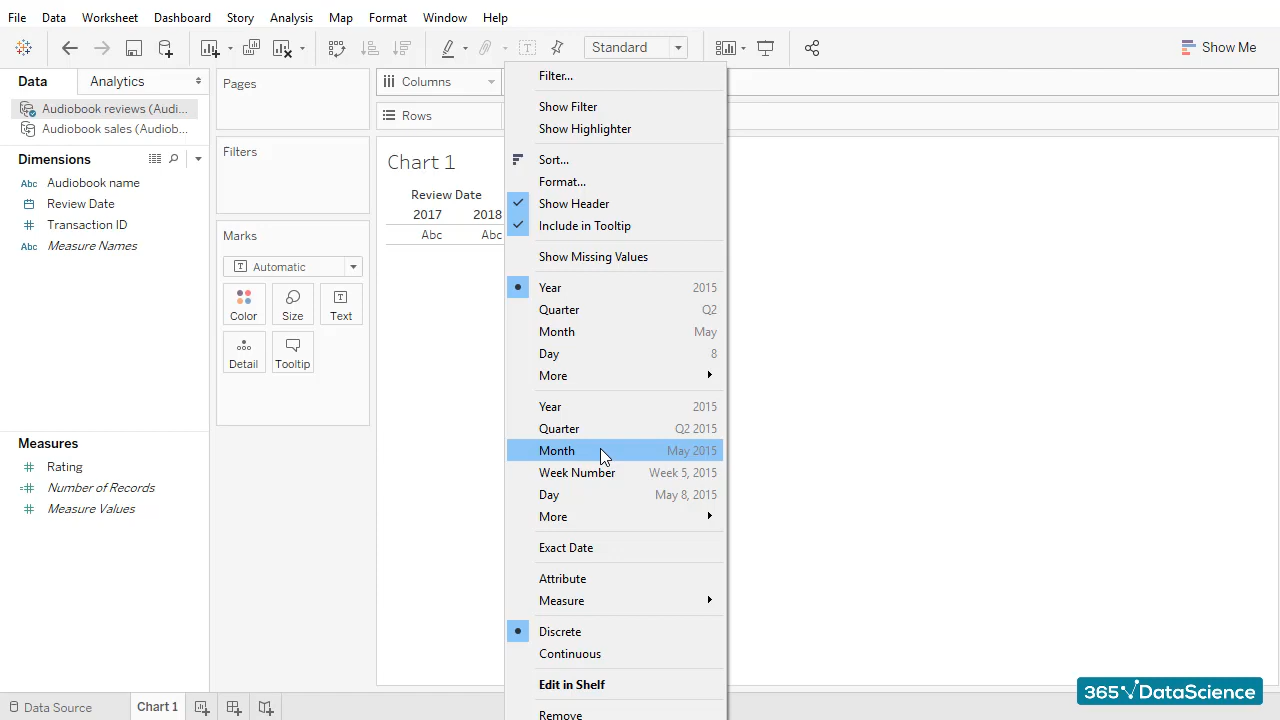 File Data Worksheet Dashboard Story Analysis Map Format Window Help
Standard
Show Me
Data Analytics
Audiobook reviews (Audi...
Audiobook sales (Audiob...
Dimensions
Abc Audiobook name
Review Date
# Transaction ID
Abc Measure Names
Measures
# Rating
=# Number of Records
# Measure Values
Pages
Filters
Marks
T Automatic
Color Size Text
Detail Tooltip
Columns
Rows
Chart 1
Review Date
2017 2018
Abc Abc
Filter...
Show Filter
Show Highlighter
Sort...
Format...
Show Header
Include in Tooltip
Show Missing Values
Year 2015
Quarter Q2
Month May
Day 8
More
Year 2015
Quarter Q2 2015
Month May 2015
Week Number Week 5, 2015
Day May 8, 2015
More
Exact Date
Attribute
Measure
Discrete
Continuous
Edit in Shelf
Remove
365 DataScience
Data Source Chart 1